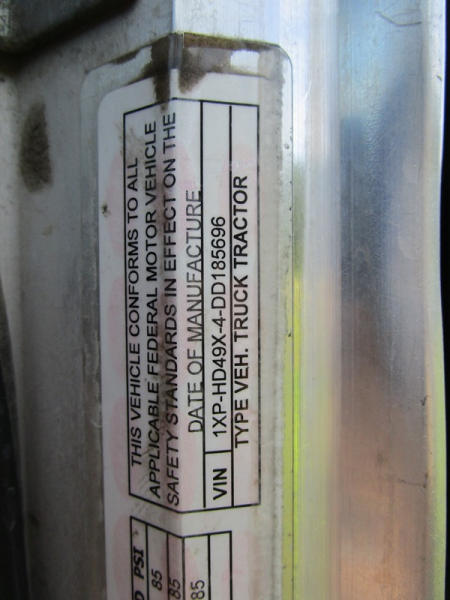 THIS VEHICLE CONFORMS TO ALL
APPLICABLE FEDERAL MOTOR VEHICLE
SAFETY STANDARDS IN EFFECT ON THE
DATE OF MANUFACTURE
VIN 1XP-HD49X-4-DD185696
TYPE VEH. TRUCK TRACTOR
PSI
85
85
85